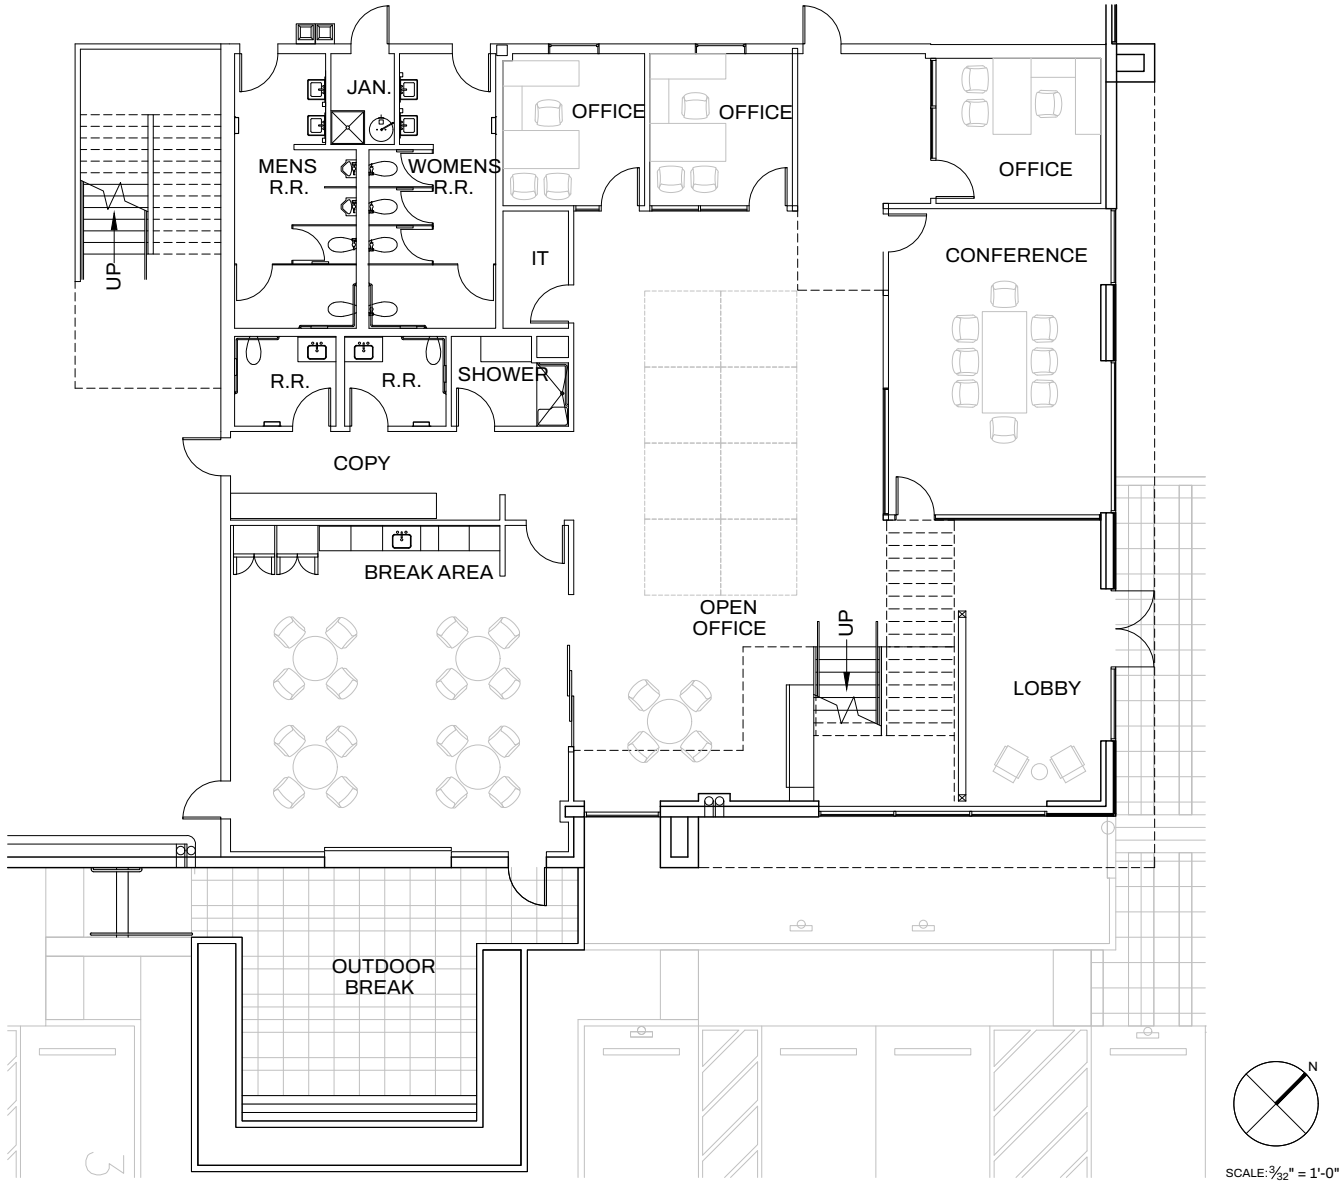 JAN.
OFFICE
OFFICE
MENS
R.R.
WOMENS
R.R.
OFFICE
UP
IT
CONFERENCE
R.R.
R.R.
SHOWER
COPY
BREAK AREA
OPEN
OFFICE
UP
LOBBY
OUTDOOR
BREAK
N
3
SCALE: 3/32" = 1'-0"